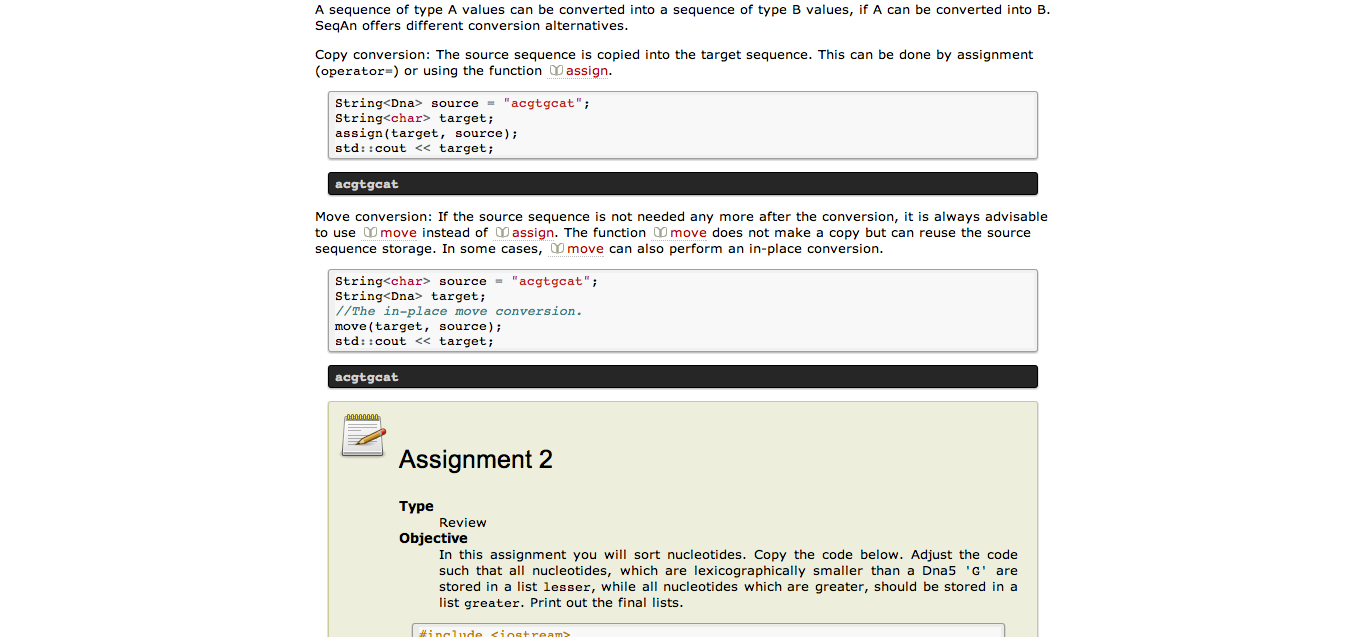 A sequence of type A values can be converted into a sequence of type B values, if A can be converted into B.
SeqAn offers different conversion alternatives.
Copy conversion: The source sequence is copied into the target sequence. This can be done by assignment
(operator=) or using the function assign.
String<Dna> source = "acgtgcat";
String<char> target;
assign(target, source);
std::cout << target;
acgtgcat
Move conversion: If the source sequence is not needed any more after the conversion, it is always advisable
to use move instead of assign. The function move does not make a copy but can reuse the source
sequence storage. In some cases, move can also perform an in-place conversion.
String<char> source = "acgtgcat";
String<Dna> target;
//The in-place move conversion.
move(target, source);
std::cout << target;
acgtgcat
Assignment 2
Type
Review
Objective
In this assignment you will sort nucleotides. Copy the code below. Adjust the code
such that all nucleotides, which are lexicographically smaller than a Dna5 'G' are
stored in a list lesser, while all nucleotides which are greater, should be stored in a
list greater. Print out the final lists.
#include <iostream>